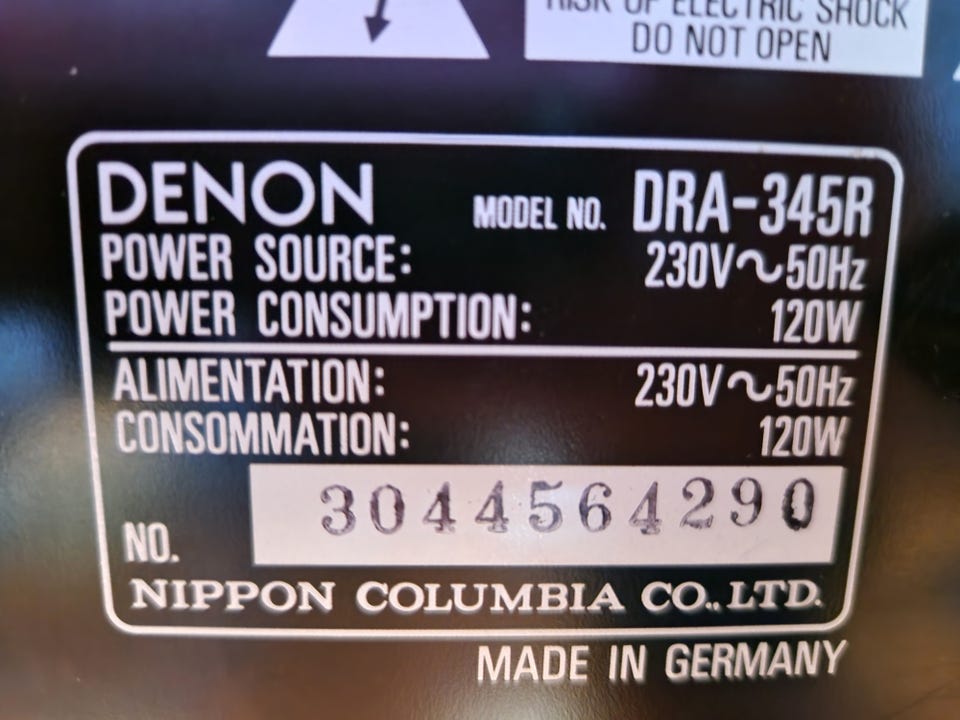 RISK OF ELECTRIC SHOCK
DO NOT OPEN
DENON MODEL NO. DRA-345R
POWER SOURCE: 230V~50Hz
POWER CONSUMPTION: 120W
ALIMENTATION: 230V~50Hz
CONSOMMATION: 120W
NO. 3044564290
NIPPON COLUMBIA CO., LTD.
MADE IN GERMANY